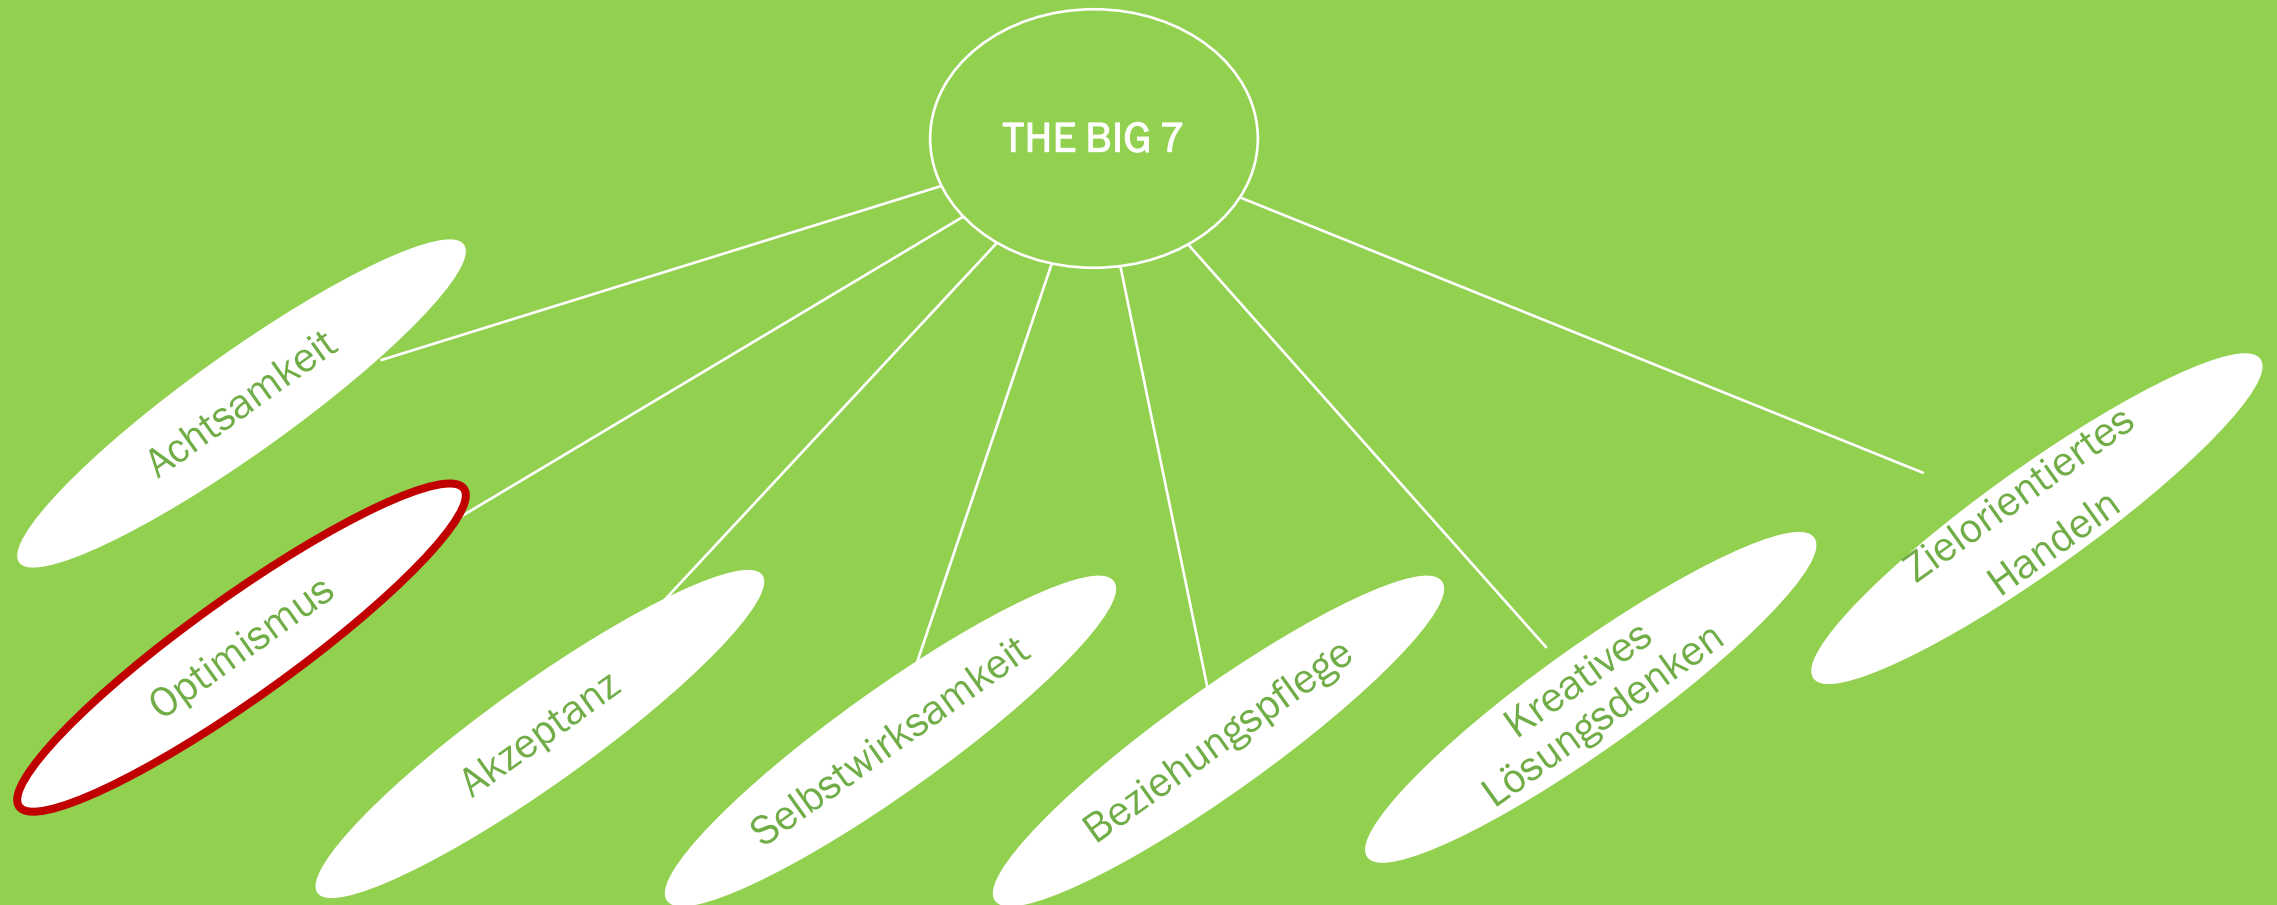 THE BIG 7
Achtsamkeit
Optimismus
Akzeptanz
Selbstwirksamkeit
Beziehungspflege
Kreatives
Lösungsdenken
Zielorientiertes
Handeln